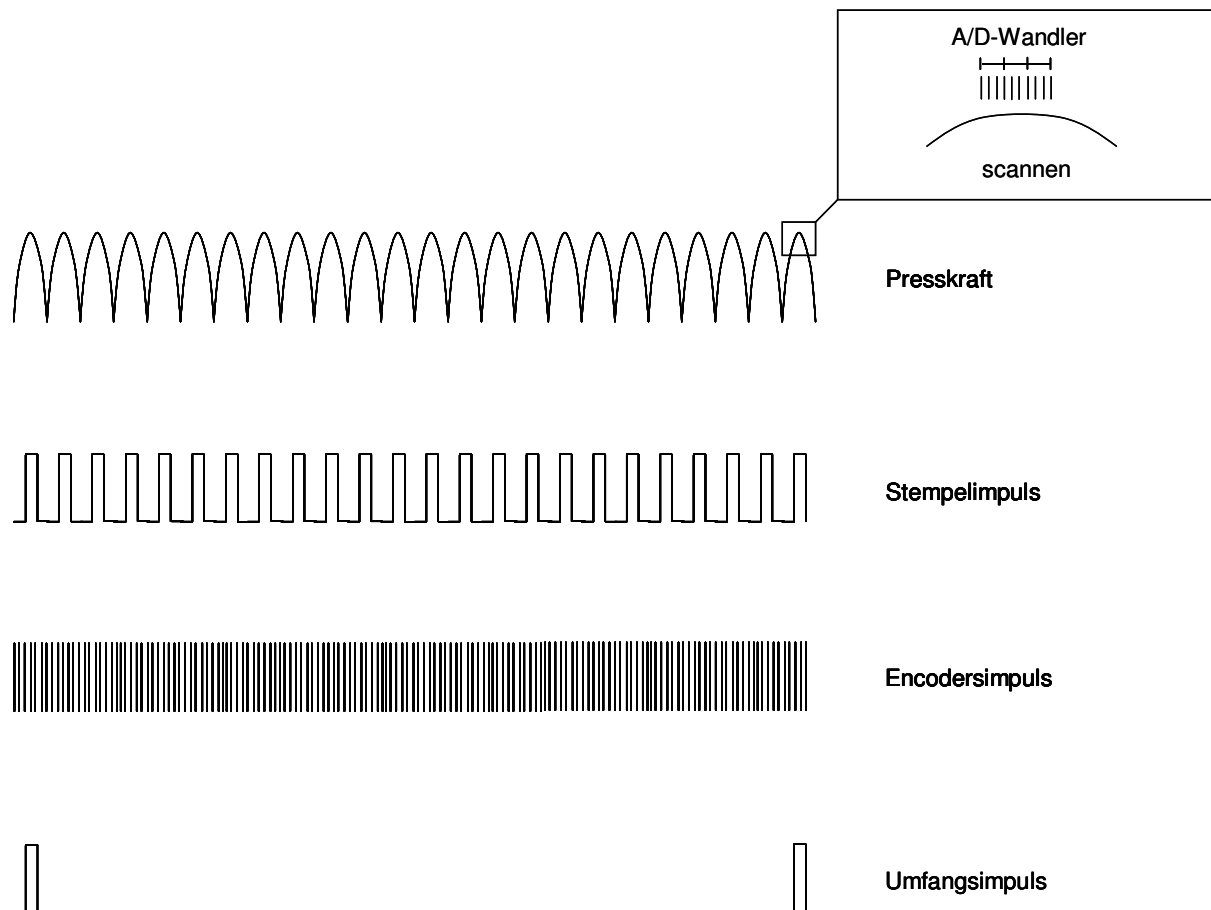 A/D-Wandler
scannen
Presskraft
Stempelimpuls
Encodersimpuls
Umfangsimpuls